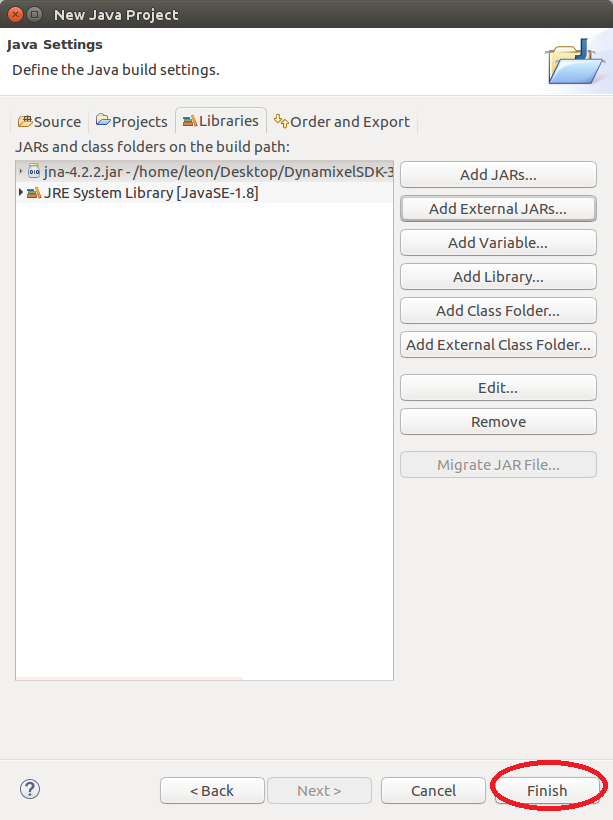 New Java Project
Java Settings
Define the Java build settings.
Source Projects Libraries Order and Export
JARs and class folders on the build path:
jna-4.2.2.jar - /home/leon/Desktop/DynamixelSDK-3
JRE System Library [JavaSE-1.8]
Add JARs...
Add External JARs...
Add Variable...
Add Library...
Add Class Folder...
Add External Class Folder...
Edit...
Remove
Migrate JAR File...
? < Back Next > Cancel Finish